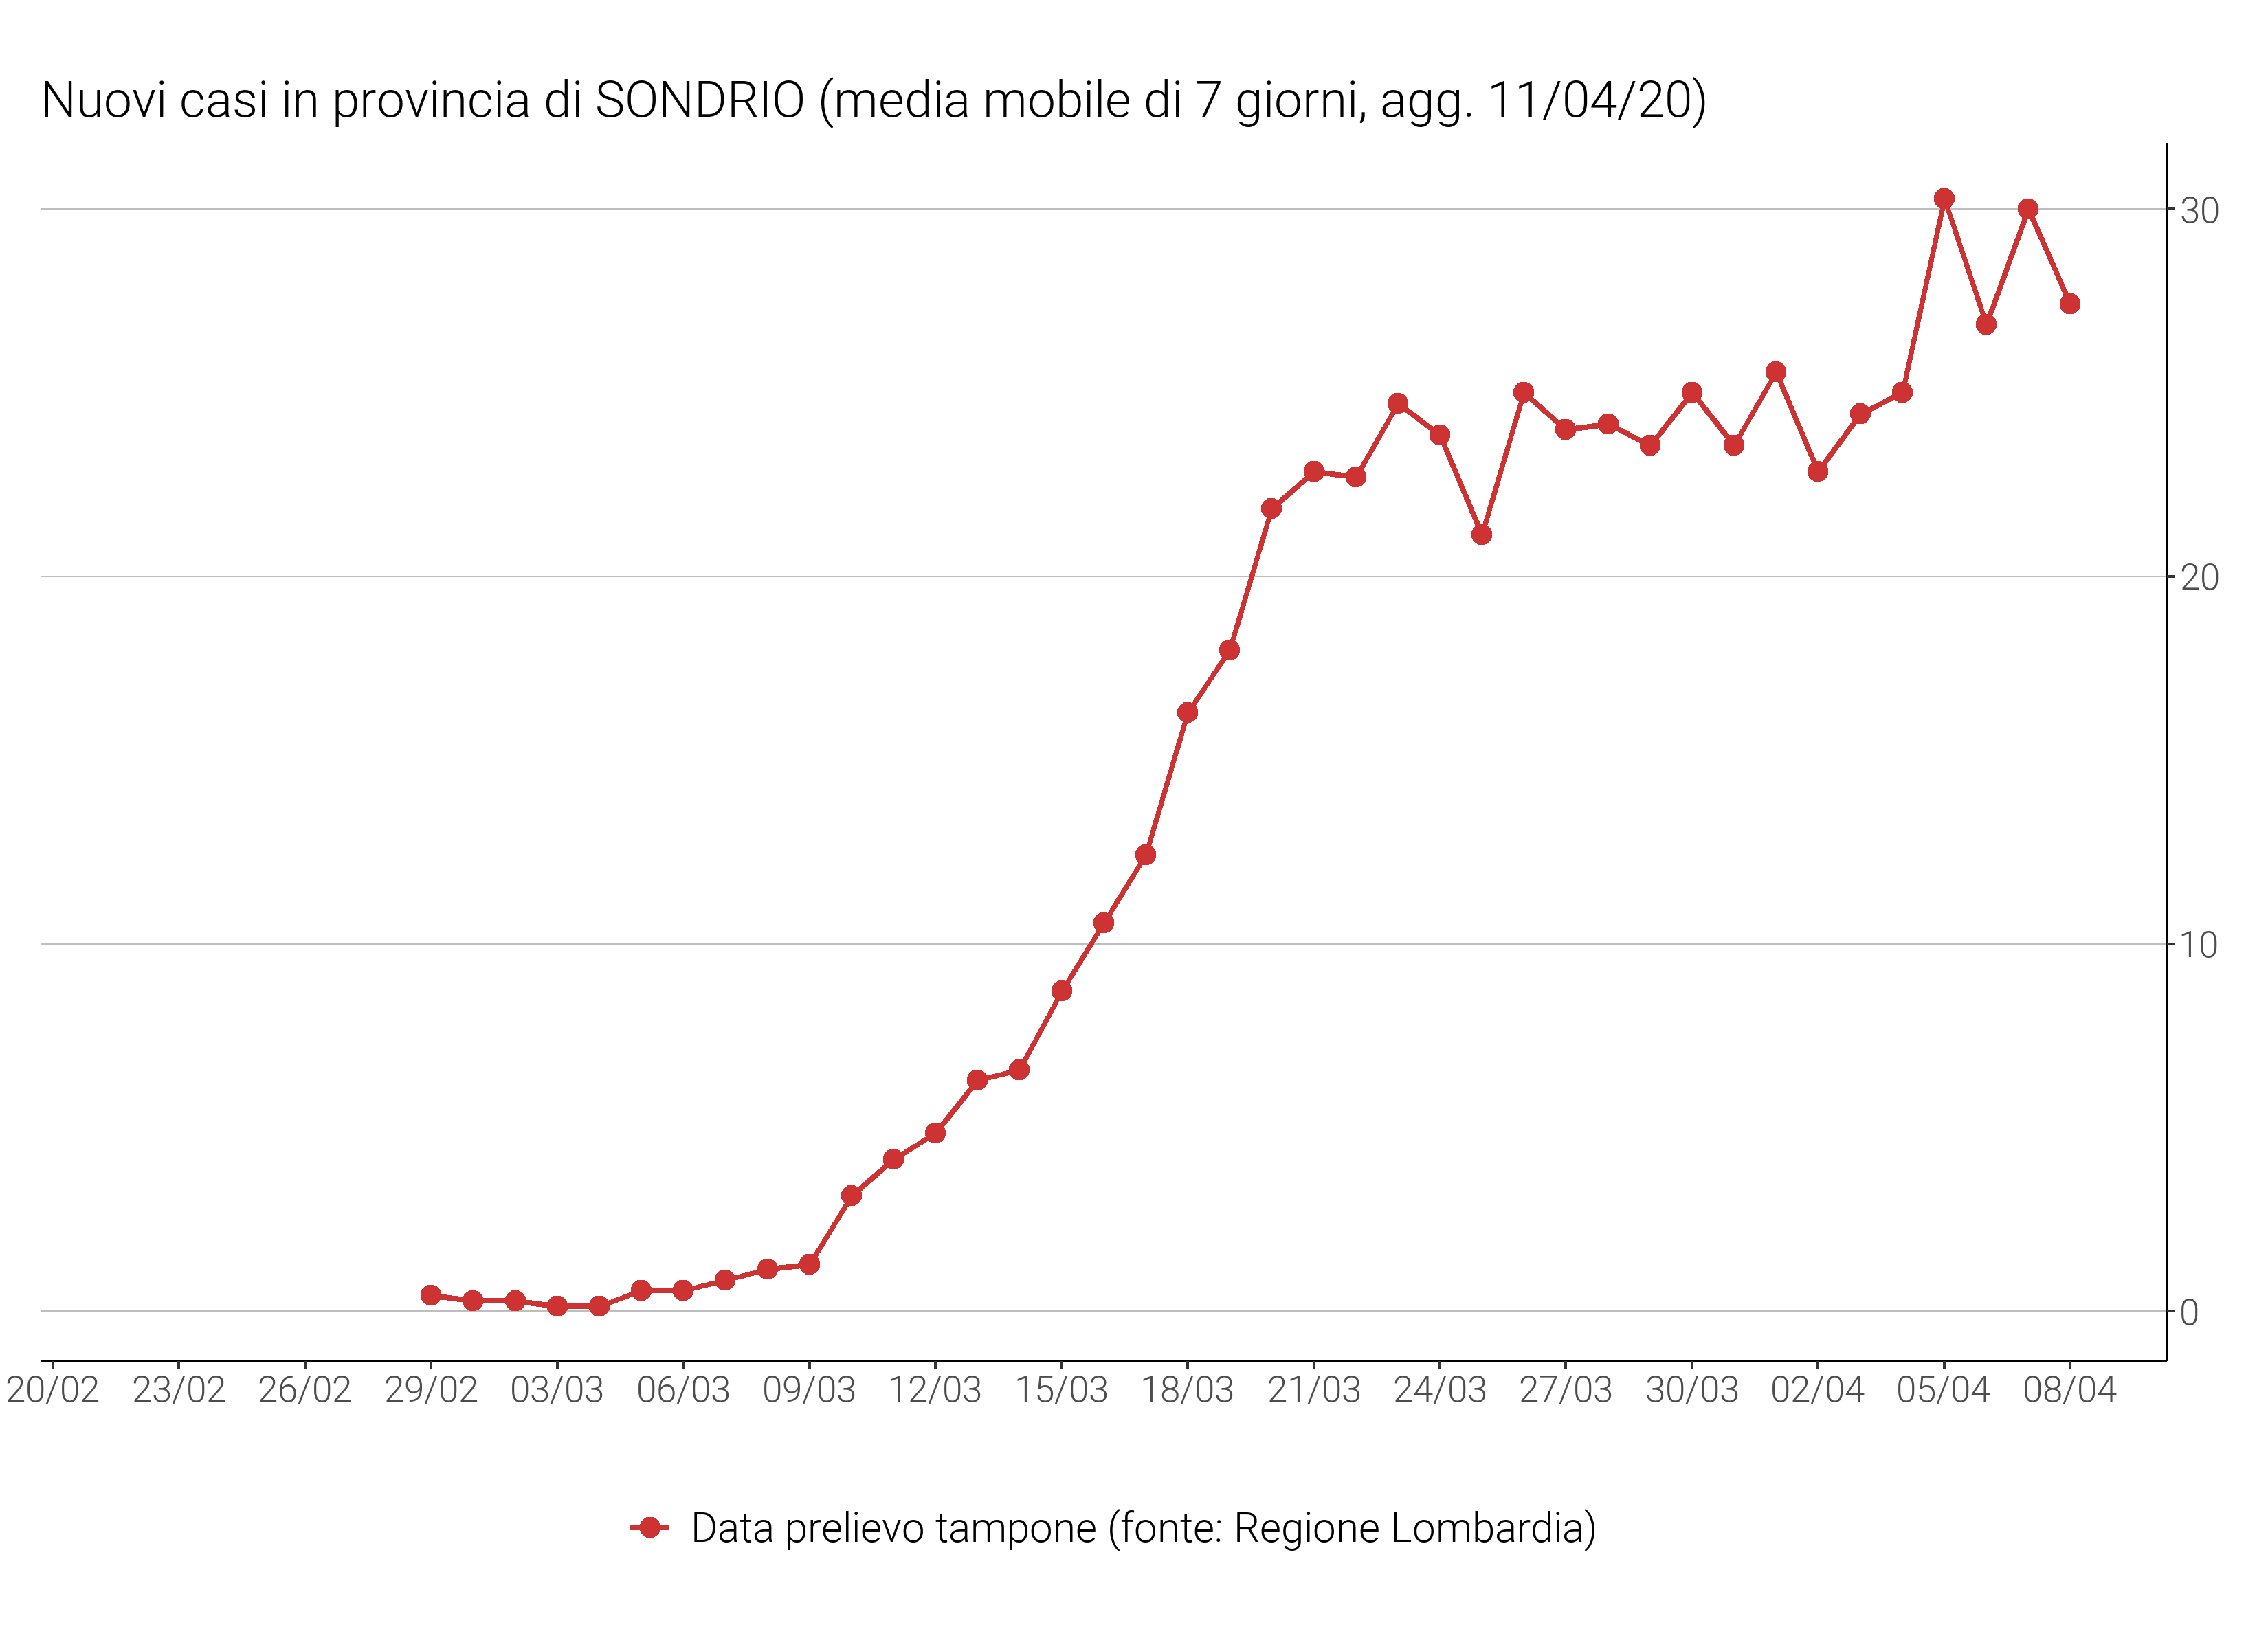 Nuovi casi in provincia di SONDRIO (media mobile di 7 giorni, agg. 11/04/20)
30
20
10
0
20/02 23/02 26/02 29/02 03/03 06/03 09/03 12/03 15/03 18/03 21/03 24/03 27/03 30/03 02/04 05/04 08/04
Data prelievo tampone (fonte: Regione Lombardia)